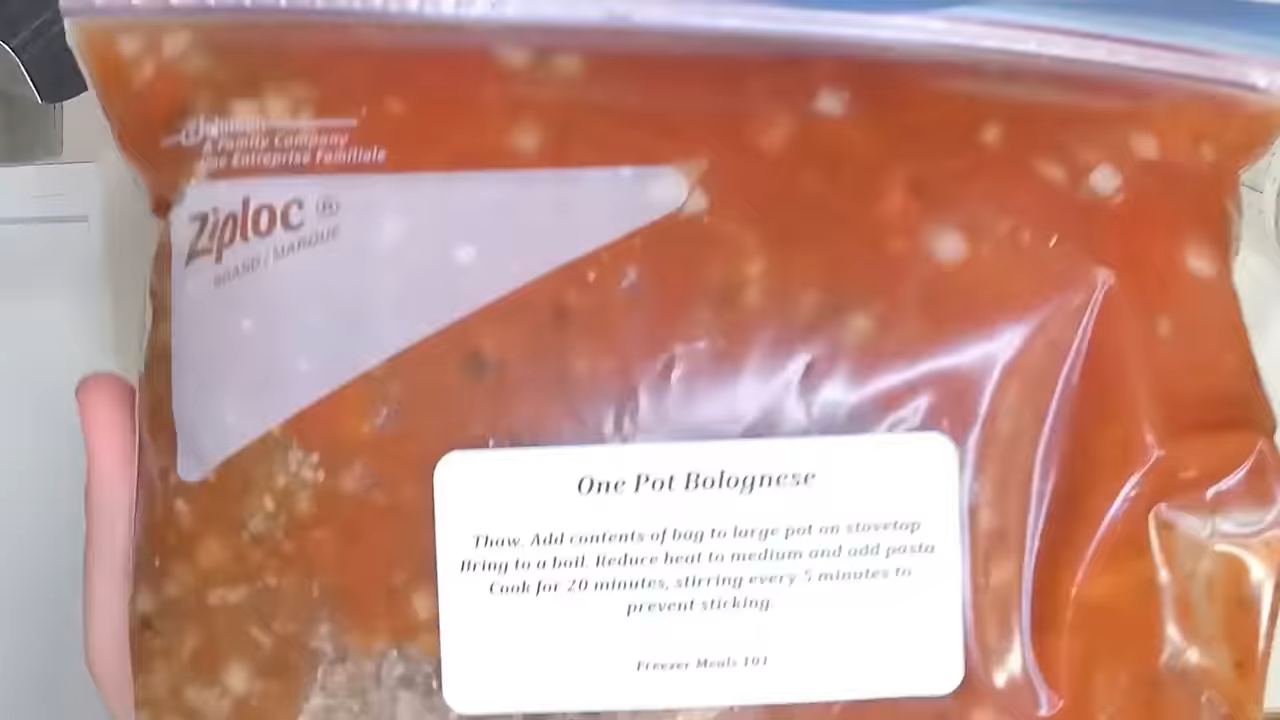 A Family Company
Une Entreprise Familiale
Ziploc ®
BRAND / MARQUE
One Pot Bolognese
Thaw. Add contents of bag to large pot on stovetop
Bring to a boil. Reduce heat to medium and add pasta
Cook for 20 minutes, stirring every 5 minutes to
prevent sticking.
Freezer Meals 101